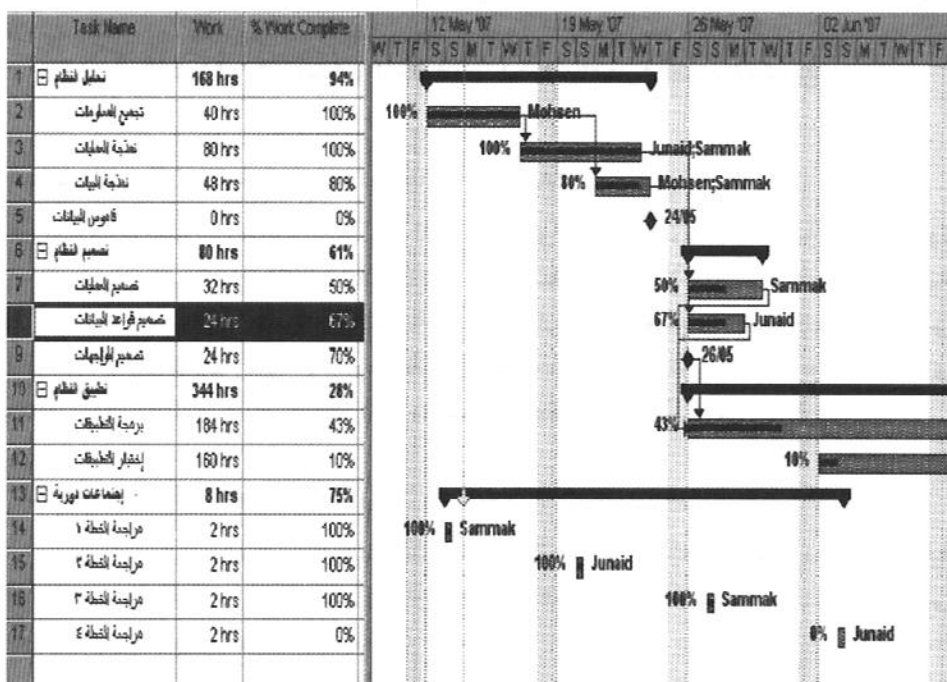 Task Name Work % Work Complete 12 May '07 19 May '07 26 May '07 02 Jun '07
W T F S S M T W T F S S M T W T F S S M T W T F S S M T W T F
1 تحليل النظام 168 hrs 94%
2 تجميع المعلومات 40 hrs 100% 100% Mohsen
3 نمذجة العمليات 80 hrs 100% 100% Junaid;Sammak
4 نمذجة البيانات 48 hrs 80% 80% Mohsen;Sammak
5 قاموس البيانات 0 hrs 0% 24/05
6 تصميم النظام 80 hrs 61%
7 تصميم العمليات 32 hrs 50% 50% Sammak
تصميم قواعد البيانات 24 hrs 67% 67% Junaid
9 تصميم الواجهات 24 hrs 70% 26/05
10 تطبيق النظام 344 hrs 28%
11 برمجة التطبيقات 184 hrs 43% 43%
12 إختبار التطبيقات 160 hrs 10% 10%
13 إجتماعات دورية 8 hrs 75%
14 مراجعة الخطة ١ 2 hrs 100% 100% Sammak
15 مراجعة الخطة ٢ 2 hrs 100% 100% Junaid
16 مراجعة الخطة ٣ 2 hrs 100% 100% Sammak
17 مراجعة الخطة ٤ 2 hrs 0% 0% Junaid